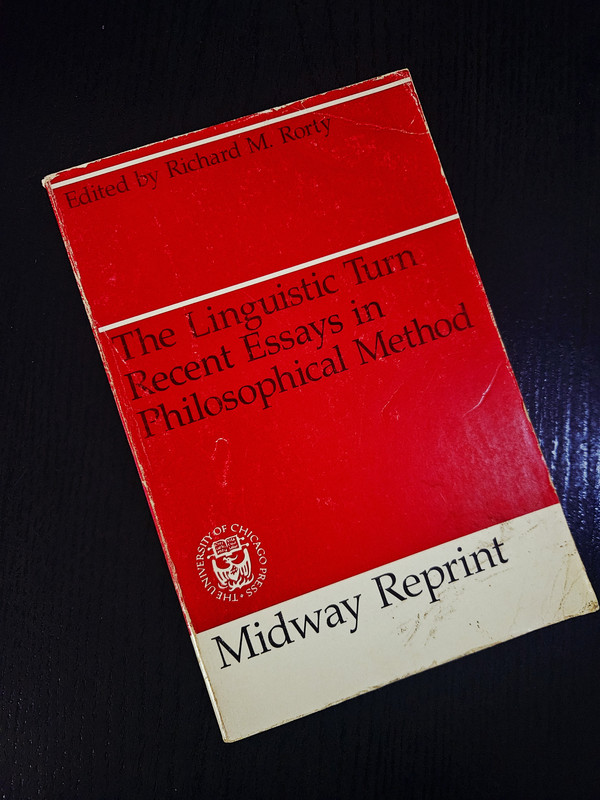 Edited by Richard M. Rorty
The Linguistic Turn
Recent Essays in
Philosophical Method
THE UNIVERSITY OF CHICAGO PRESS •
Midway Reprint